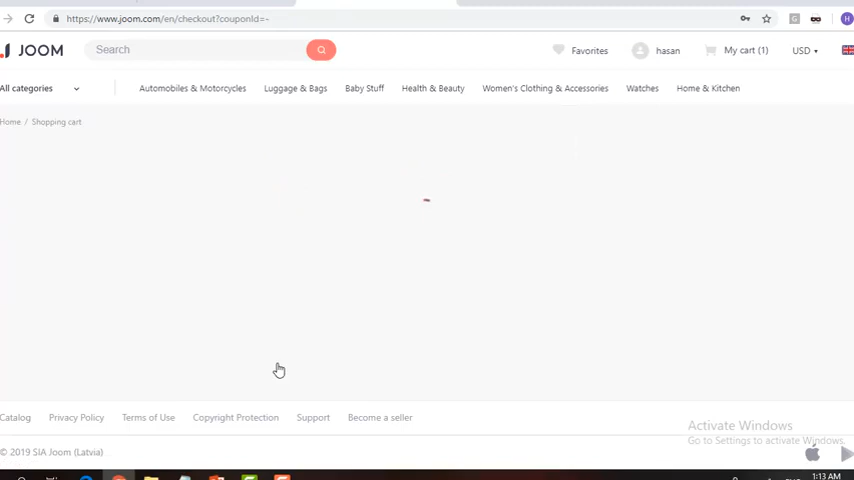 https://www.joom.com/en/checkout?couponId=-
JOOM
Search
Favorites
hasan
My cart (1)
USD
All categories
Automobiles & Motorcycles
Luggage & Bags
Baby Stuff
Health & Beauty
Women's Clothing & Accessories
Watches
Home & Kitchen
Home / Shopping cart
Catalog
Privacy Policy
Terms of Use
Copyright Protection
Support
Become a seller
Activate Windows
Go to Settings to activate Windows.
© 2019 SIA Joom (Latvia)
1:13 AM